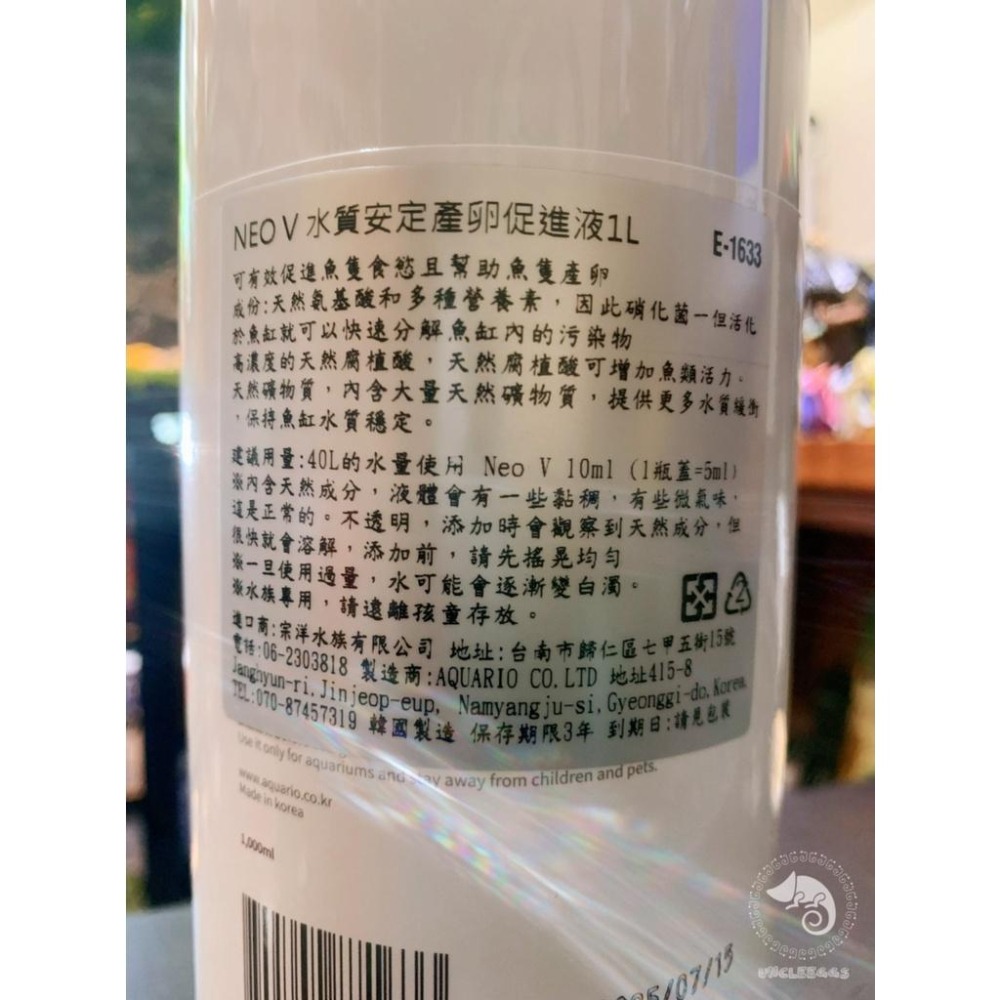 NEO V 水質安定產卵促進液1L
E-1633
可有效促進魚隻食慾且幫助魚隻產卵
成份:天然氨基酸和多種營養素，因此硝化菌一但活化
於魚缸就可以快速分解魚缸內的污染物
高濃度的天然腐植酸，天然腐植酸可增加魚類活力。
天然礦物質，內含大量天然礦物質，提供更多水質緩衝
，保持魚缸水質穩定。
建議用量:40L的水量使用 Neo V 10ml (1瓶蓋=5ml)
※內含天然成分，液體會有一些黏稠，有些微氣味，
這是正常的。不透明，添加時會觀察到天然成分，但
很快就會溶解，添加前，請先搖晃均勻
※一旦使用過量，水可能會逐漸變白濁。
※水族專用，請遠離孩童存放。
進口商:宗洋水族有限公司 地址:台南市歸仁區七甲五街15號
電話:06-2303818 製造商:AQUARIO CO.LTD 地址415-8
Janghyun-ri,Jinjeop-eup, Namyangju-si,Gyeonggi-do,Korea
TEL:070-87457319 韓國製造 保存期限3年 到期日:請見包裝
Use it only for aquariums and stay away from children and pets.
www.aquario.co.kr
Made in korea
1,000ml
/07/15
UNCLEEGGS